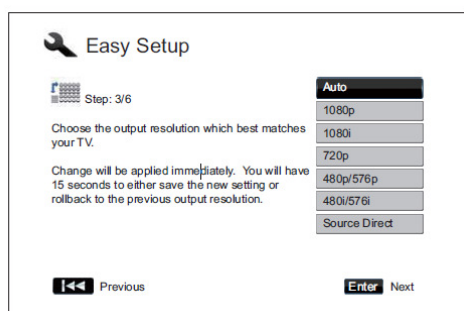 Easy Setup
Step: 3/6
Choose the output resolution which best matches
your TV.
Change will be applied immediately. You will have
15 seconds to either save the new setting or
rollback to the previous output resolution.
Auto
1080p
1080i
720p
480p/576p
480i/576i
Source Direct
Previous
Enter Next